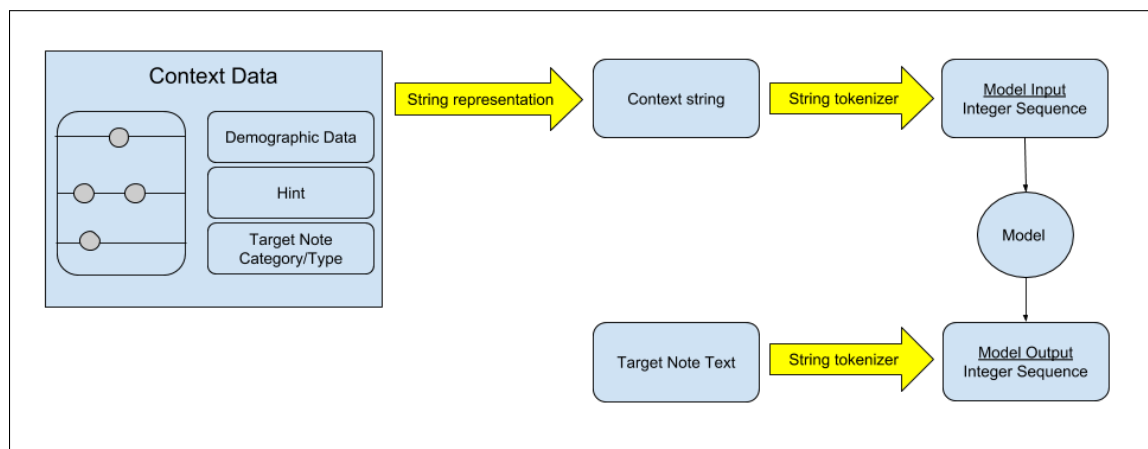 Context Data
Demographic Data
Hint
Target Note
Category/Type
String representation
Context string
String tokenizer
Model Input
Integer Sequence
Model
Target Note Text
String tokenizer
Model Output
Integer Sequence